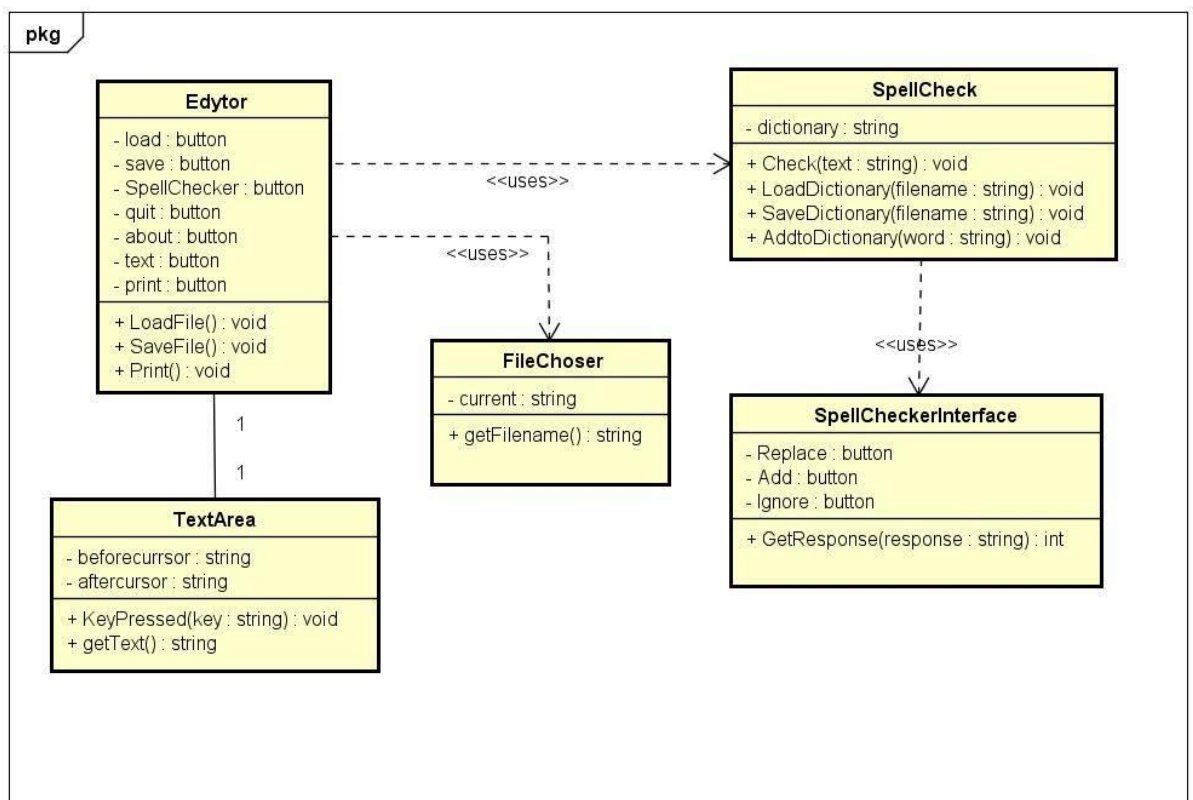 pkg
Edytor
- load : button
- save : button
- SpellChecker : button
- quit : button
- about : button
- text : button
- print : button
+ LoadFile() : void
+ SaveFile() : void
+ Print() : void
<<uses>>
<<uses>>
SpellCheck
- dictionary : string
+ Check(text : string) : void
+ LoadDictionary(filename : string) : void
+ SaveDictionary(filename : string) : void
+ AddtoDictionary(word : string) : void
<<uses>>
FileChoser
- current : string
+ getFilename() : string
SpellCheckerInterface
- Replace : button
- Add : button
- Ignore : button
+ GetResponse(response : string) : int
1
1
TextArea
- beforecurrsor : string
- aftercursor : string
+ KeyPressed(key : string) : void
+ getText() : string